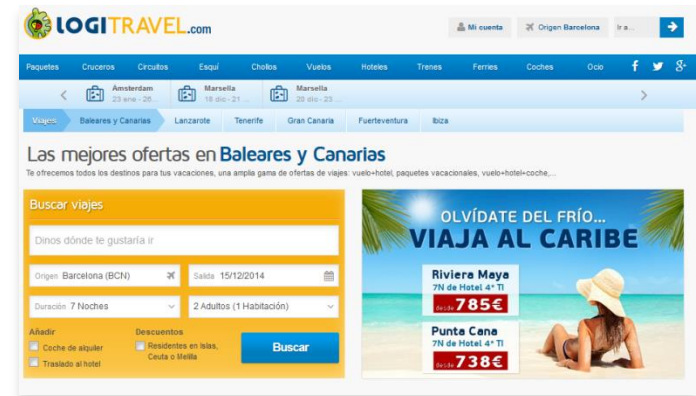 LOGITRAVEL.com
Mi cuenta
Origen Barcelona
Ir a...
Paquetes Cruceros Circuitos Esquí Chollos Vuelos Hoteles Trenes Ferries Coches Ocio
Amsterdam
23 ene - 26...
Marsella
18 dic - 21 ...
Marsella
20 dic - 23 ...
Viajes Baleares y Canarias Lanzarote Tenerife Gran Canaria Fuerteventura Ibiza
Las mejores ofertas en Baleares y Canarias
Te ofrecemos todos los destinos para tus vacaciones, una amplia gama de ofertas de viajes: vuelo+hotel, paquetes vacacionales, vuelo+hotel+coche,...
Buscar viajes
Dinos dónde te gustaría ir
Origen Barcelona (BCN)
Salida 15/12/2014
Duración 7 Noches
2 Adultos (1 Habitación)
Añadir
Coche de alquiler
Traslado al hotel
Descuentos
Residentes en Islas,
Ceuta o Melilla
Buscar
OLVÍDATE DEL FRÍO...
VIAJA AL CARIBE
Riviera Maya
7N de Hotel 4* TI
desde 785€
Punta Cana
7N de Hotel 4* TI
desde 738€